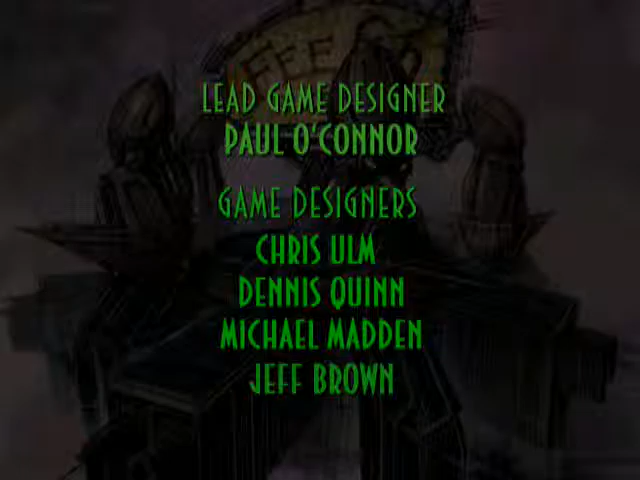 LEAD GAME DESIGNER
PAUL O'CONNOR
GAME DESIGNERS
CHRIS ULM
DENNIS QUINN
MICHAEL MADDEN
JEFF BROWN